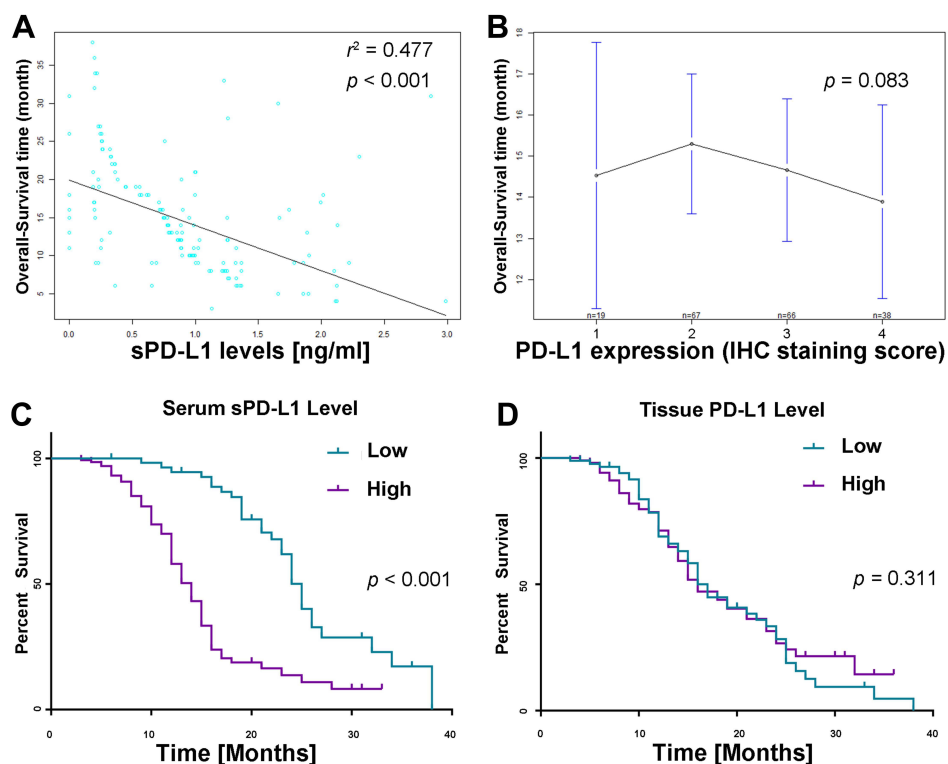 A
r² = 0.477
p < 0.001
Overall-Survival time (month)
35
30
25
20
15
10
5
0.0 0.5 1.0 1.5 2.0 2.5 3.0
sPD-L1 levels [ng/ml]
B
p = 0.083
Overall-Survival time (month)
18
17
16
15
14
13
12
n=19 n=67 n=66 n=38
1 2 3 4
PD-L1 expression (IHC staining score)
C
Serum sPD-L1 Level
Low
High
p < 0.001
Percent Survival
100
50
0
0 10 20 30 40
Time [Months]
D
Tissue PD-L1 Level
Low
High
p = 0.311
Percent Survival
100
50
0
0 10 20 30 40
Time [Months]